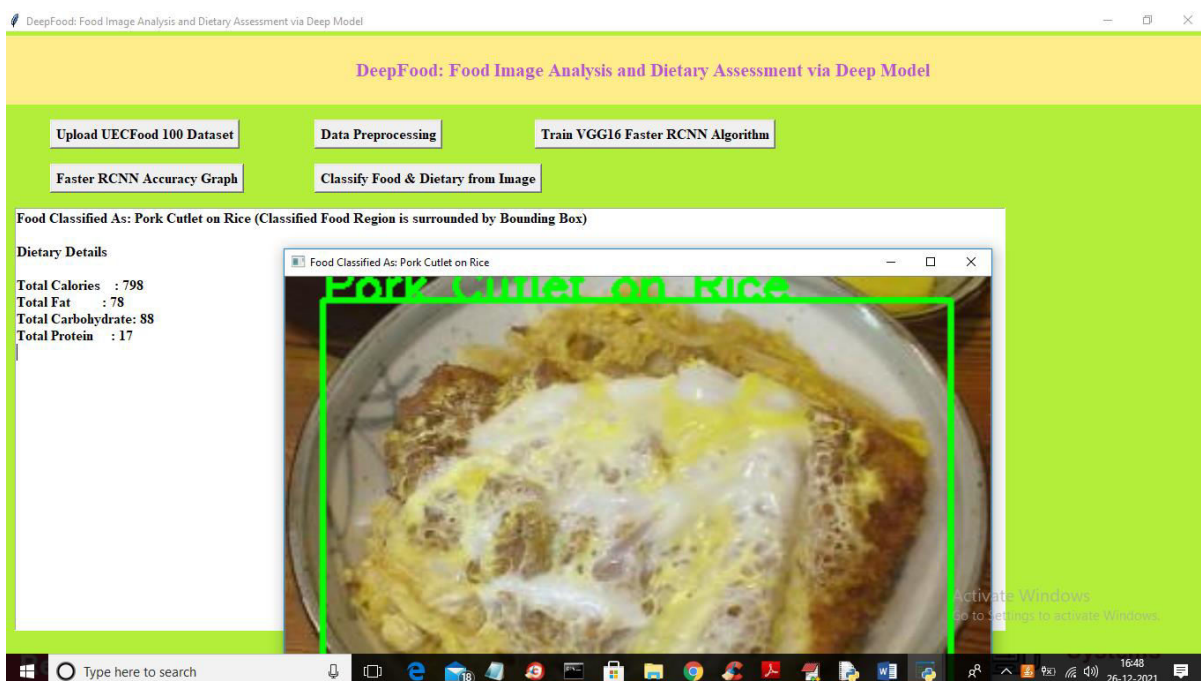 DeepFood: Food Image Analysis and Dietary Assessment via Deep Model
DeepFood: Food Image Analysis and Dietary Assessment via Deep Model
Upload UECFood 100 Dataset
Data Preprocessing
Train VGG16 Faster RCNN Algorithm
Faster RCNN Accuracy Graph
Classify Food & Dietary from Image
Food Classified As: Pork Cutlet on Rice (Classified Food Region is surrounded by Bounding Box)
Dietary Details
Total Calories : 798
Total Fat : 78
Total Carbohydrate: 88
Total Protein : 17
Food Classified As: Pork Cutlet on Rice
Pork Cutlet on Rice
Activate Windows
Go to Settings to activate Windows.
Type here to search
18
16:48
26-12-2021